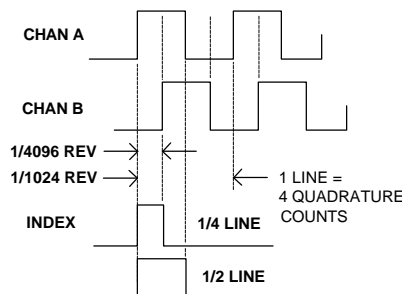 CHAN A
CHAN B
1/4096 REV
1/1024 REV
1 LINE =
4 QUADRATURE
COUNTS
INDEX
1/4 LINE
1/2 LINE